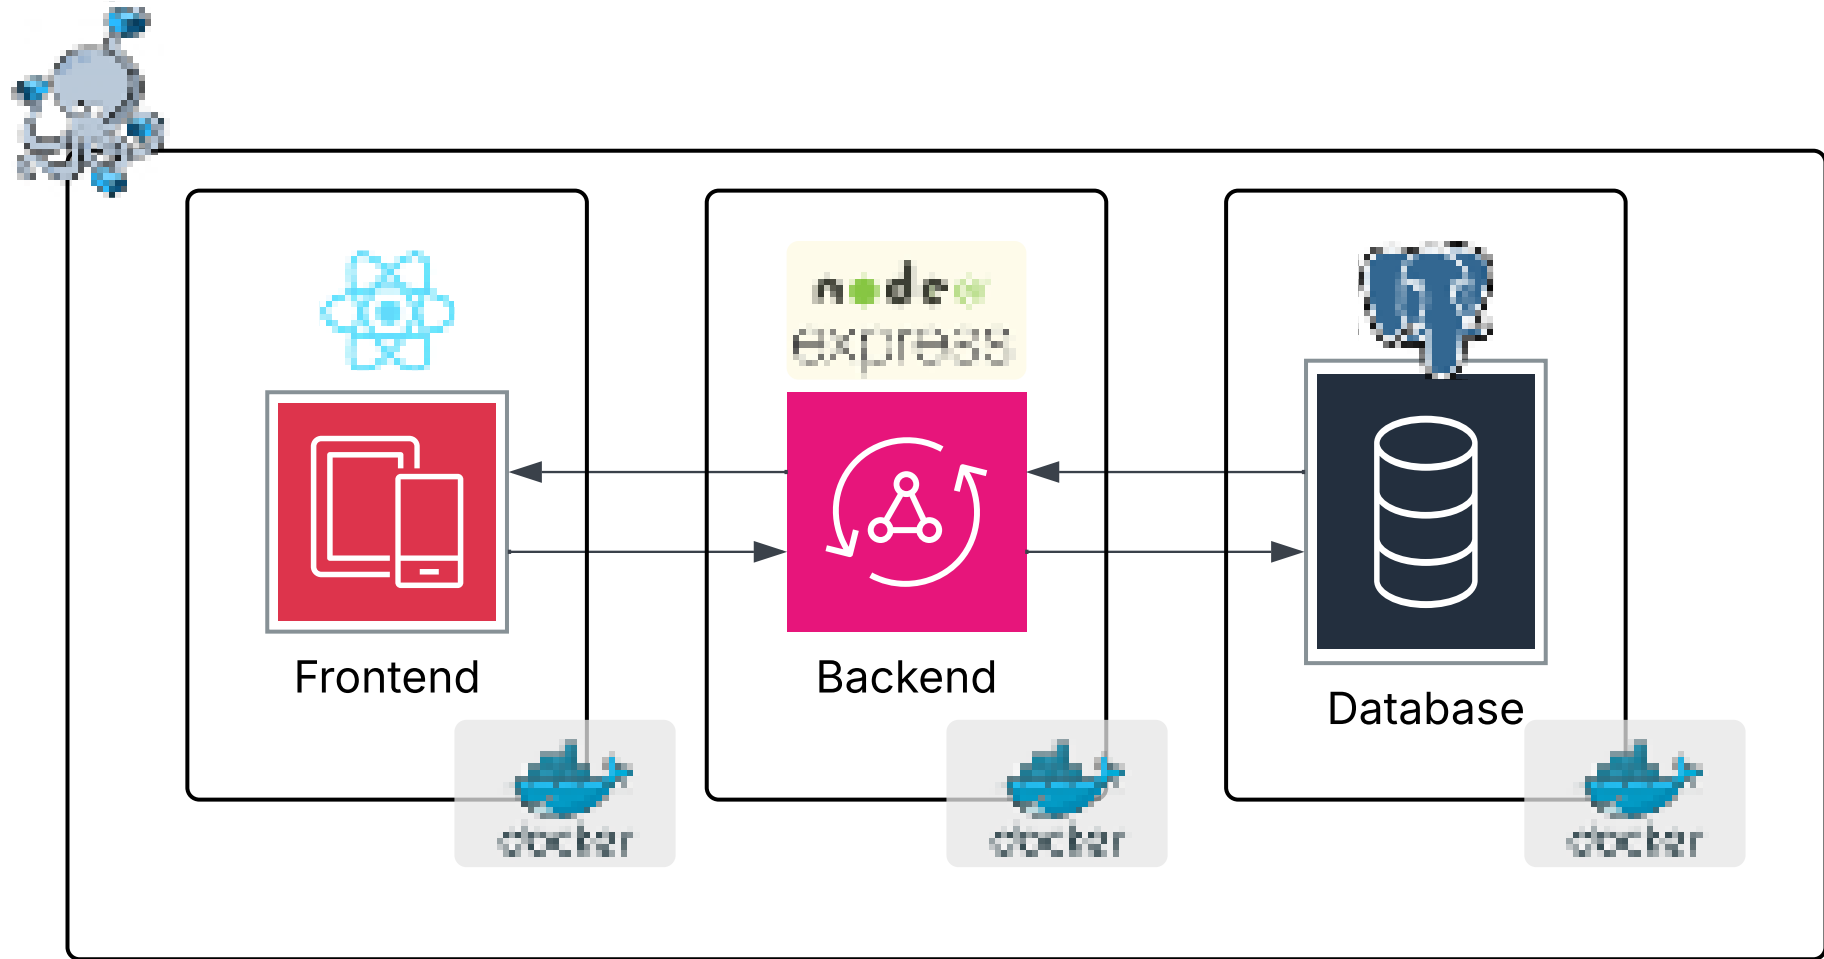 node
express
Frontend
Backend
Database
docker
docker
docker